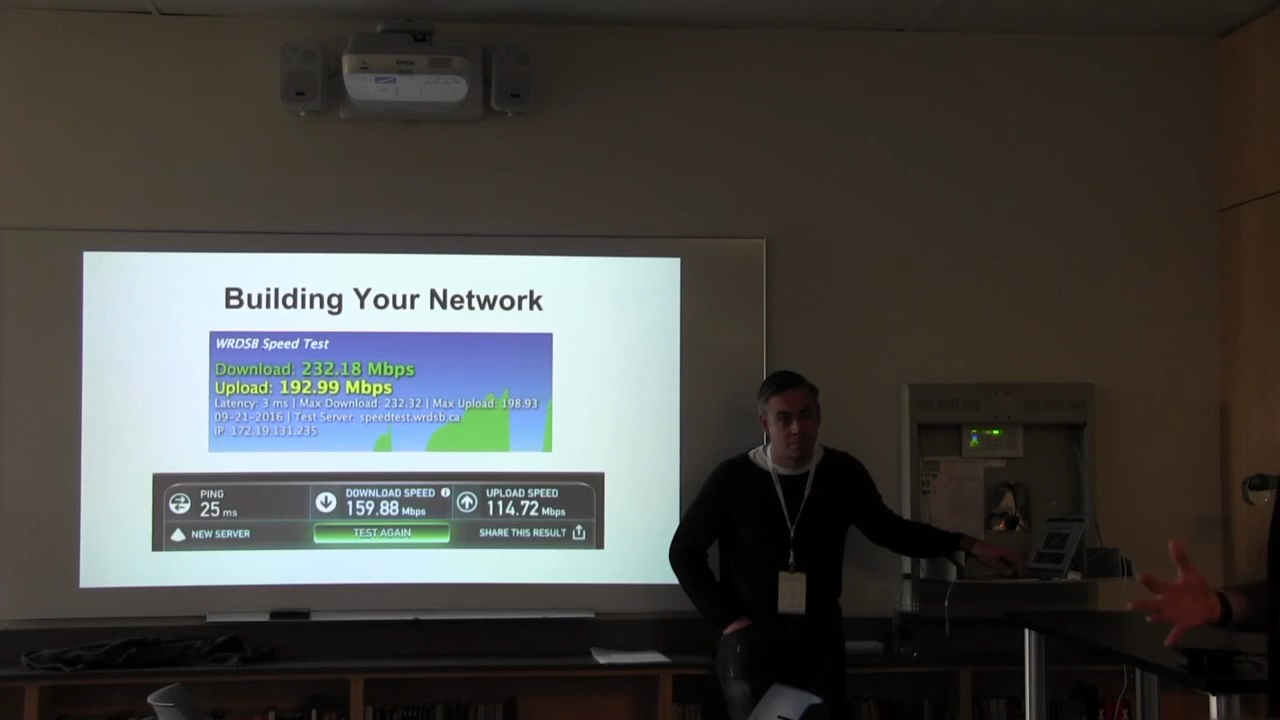 EPSON
Building Your Network
WRDSB Speed Test
Download: 232.18 Mbps
Upload: 192.99 Mbps
Latency: 3 ms | Max Download: 232.32 | Max Upload: 198.93
09-21-2016 | Test Server: speedtest.wrdsb.ca
IP: 172.19.131.235
PING
25 ms
DOWNLOAD SPEED
159.88 Mbps
UPLOAD SPEED
114.72 Mbps
NEW SERVER
TEST AGAIN
SHARE THIS RESULT